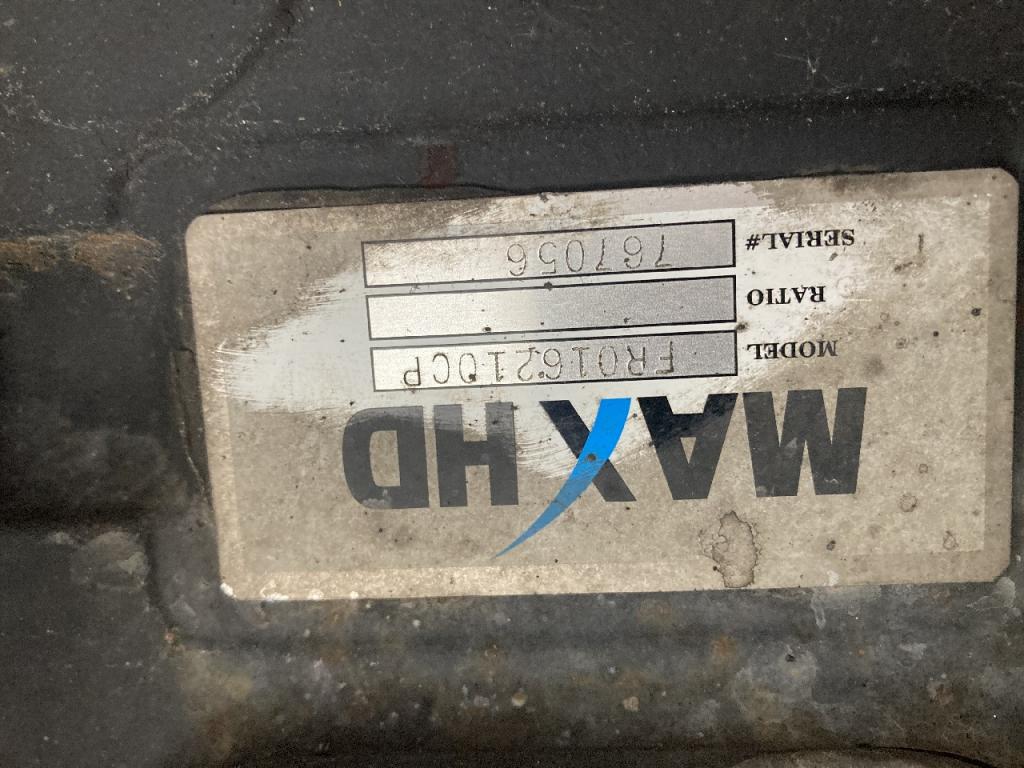 MAXHD
MODEL FRO16210CP
RATIO
SERIAL# 767056